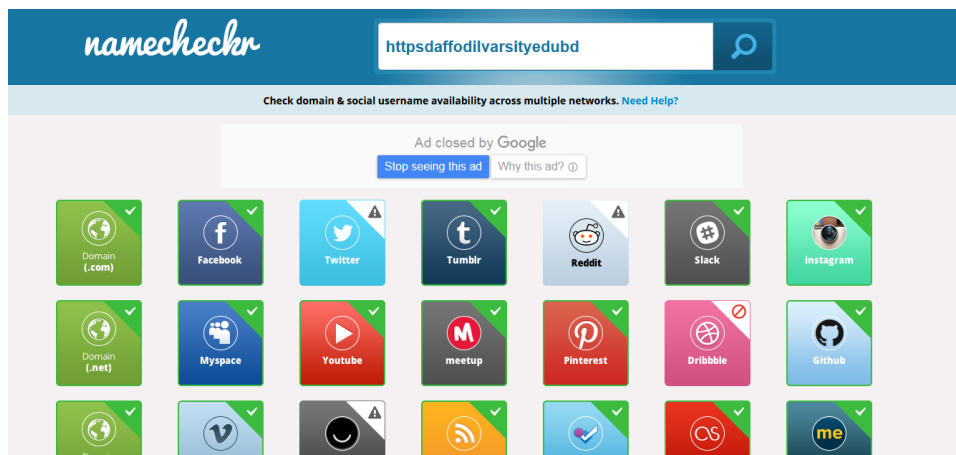 namecheckr
httpsdaffodilvarsityedubd
Check domain & social username availability across multiple networks. Need Help?
Ad closed by Google
Stop seeing this ad Why this ad?
Domain
(.com)
Facebook
Twitter
Tumblr
Reddit
Slack
instagram
Domain
(.net)
Myspace
Youtube
meetup
Pinterest
Dribbble
Github
me